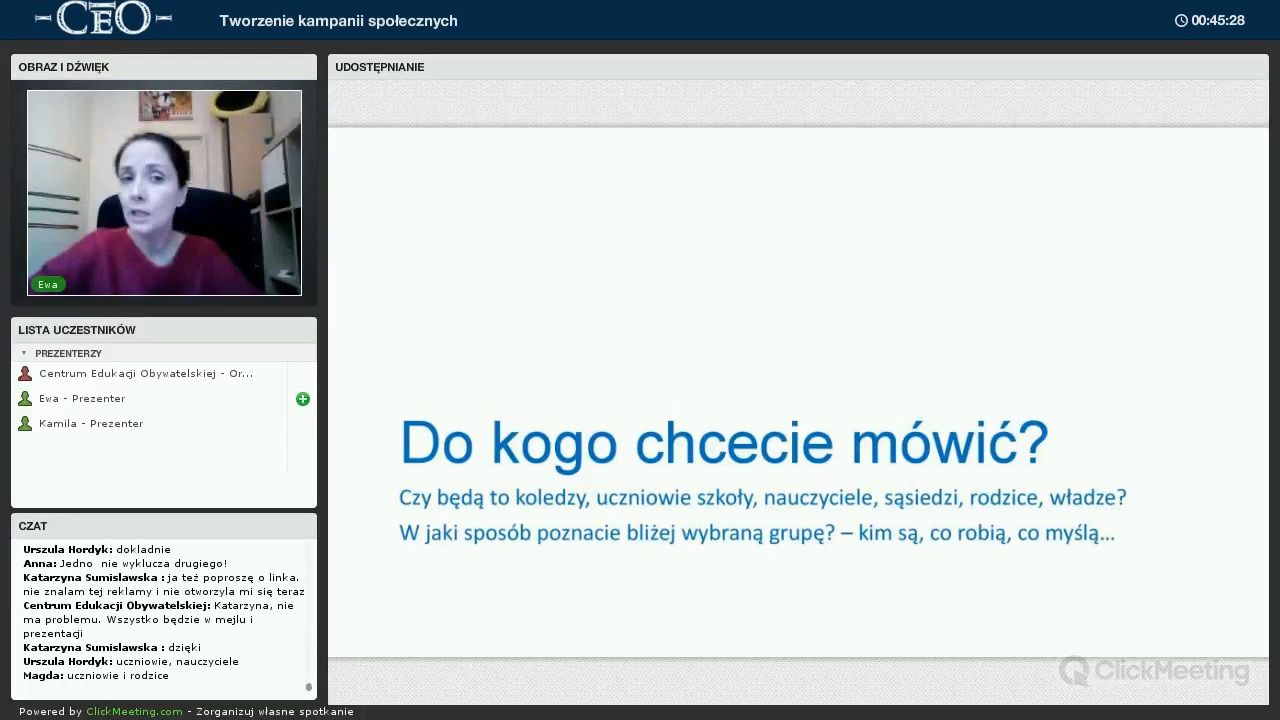 CEO
Tworzenie kampanii społecznych
00:45:28
OBRAZ I DŹWIĘK
Ewa
LISTA UCZESTNIKÓW
PREZENTERZY
Centrum Edukacji Obywatelskiej - Or...
Ewa - Prezenter
Kamila - Prezenter
CZAT
Urszula Hordyk: dokladnie
Anna: Jedno nie wyklucza drugiego!
Katarzyna Sumislawska : ja też poproszę o linka.
nie znalam tej reklamy i nie otworzyla mi się teraz
Centrum Edukacji Obywatelskiej: Katarzyna, nie
ma problemu. Wszystko będzie w mejlu i
prezentacji
Katarzyna Sumislawska : dzięki
Urszula Hordyk: uczniowie, nauczyciele
Magda: uczniowie i rodzice
Powered by ClickMeeting.com - Zorganizuj własne spotkanie
UDOSTĘPNIANIE
Do kogo chcecie mówić?
Czy będą to koledzy, uczniowie szkoły, nauczyciele, sąsiedzi, rodzice, władze?
W jaki sposób poznacie bliżej wybraną grupę? – kim są, co robią, co myślą...
ClickMeeting